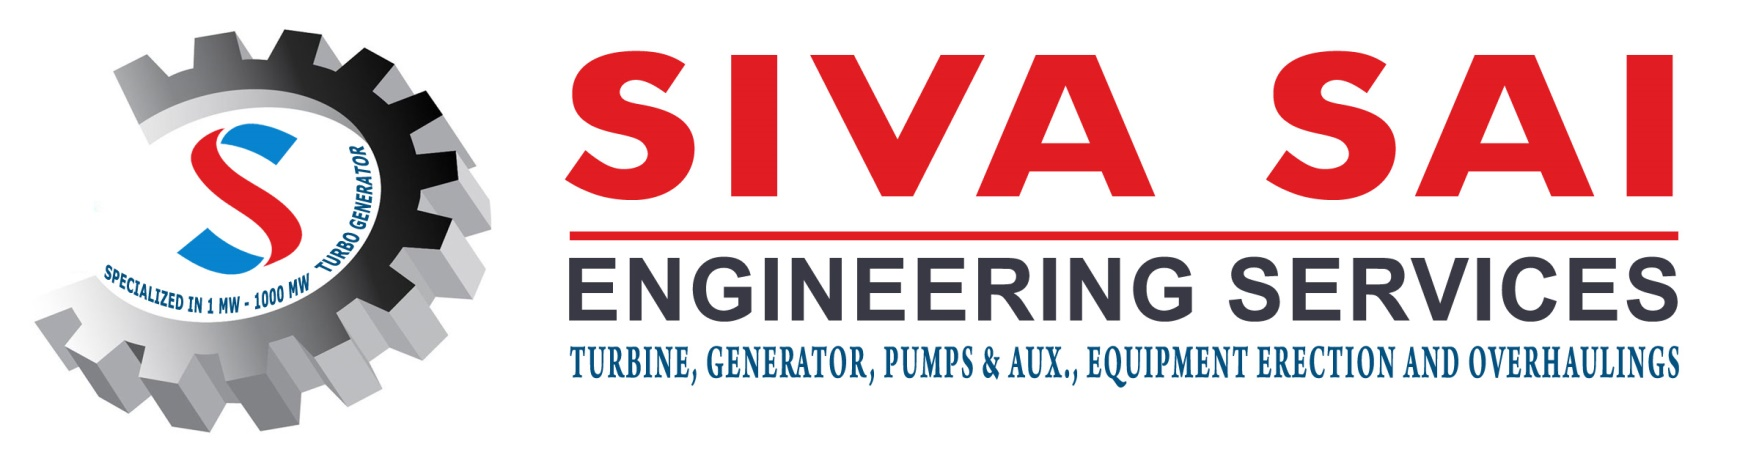 S
SPECIALIZED IN 1 MW - 1000 MW TURBO GENERATOR
SIVA SAI
ENGINEERING SERVICES
TURBINE, GENERATOR, PUMPS & AUX., EQUIPMENT ERECTION AND OVERHAULINGS